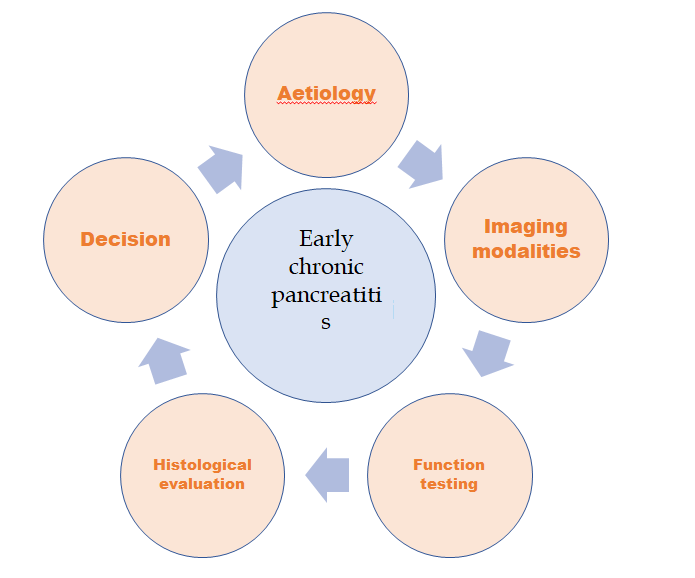 Aetiology
Imaging
modalities
Function
testing
Histological
evaluation
Decision
Early
chronic
pancreatiti
s